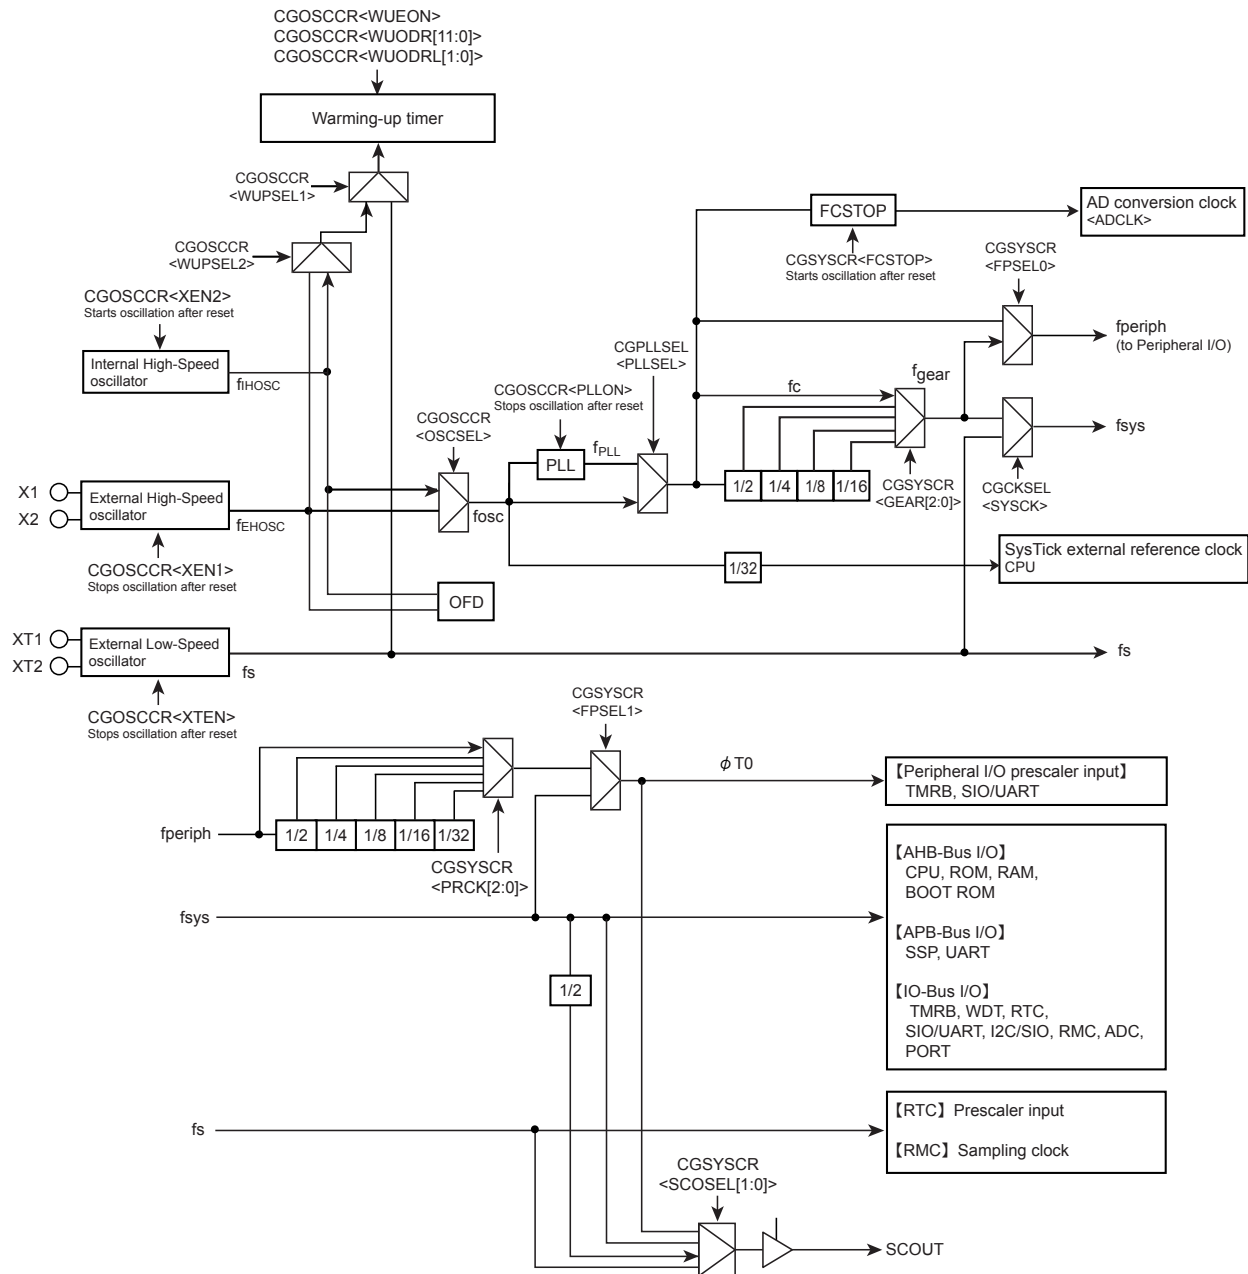 CGOSCCR<WUEON>
CGOSCCR<WUODR[11:0]>
CGOSCCR<WUODRL[1:0]>
Warming-up timer
CGOSCCR
<WUPSEL1>
CGOSCCR
<WUPSEL2>
CGOSCCR<XEN2>
Starts oscillation after reset
Internal High-Speed
oscillator
fIHOSC
FCSTOP
AD conversion clock
<ADCLK>
CGSYSCR<FCSTOP>
Starts oscillation after reset
CGSYSCR
<FPSEL0>
fperiph
(to Peripheral I/O)
CGPLLSEL
<PLLSEL>
CGOSCCR<PLLON>
Stops oscillation after reset
fc
fgear
CGOSCCR
<OSCSEL>
fPLL
PLL
fsys
X1
X2
External High-Speed
oscillator
fEHOSC
fosc
1/2
1/4
1/8
1/16
CGSYSCR
<GEAR[2:0]>
CGCKSEL
<SYSCK>
CGOSCCR<XEN1>
Stops oscillation after reset
1/32
SysTick external reference clock
CPU
OFD
XT1
XT2
External Low-Speed
oscillator
fs
fs
CGOSCCR<XTEN>
Stops oscillation after reset
CGSYSCR
<FPSEL1>
ϕT0
【Peripheral I/O prescaler input】
TMRB, SIO/UART
fperiph
1/2
1/4
1/8
1/16
1/32
CGSYSCR
<PRCK[2:0]>
【AHB-Bus I/O】
CPU, ROM, RAM,
BOOT ROM
fsys
【APB-Bus I/O】
SSP, UART
1/2
【IO-Bus I/O】
TMRB, WDT, RTC,
SIO/UART, I2C/SIO, RMC, ADC,
PORT
fs
【RTC】Prescaler input
【RMC】Sampling clock
CGSYSCR
<SCOSEL[1:0]>
SCOUT